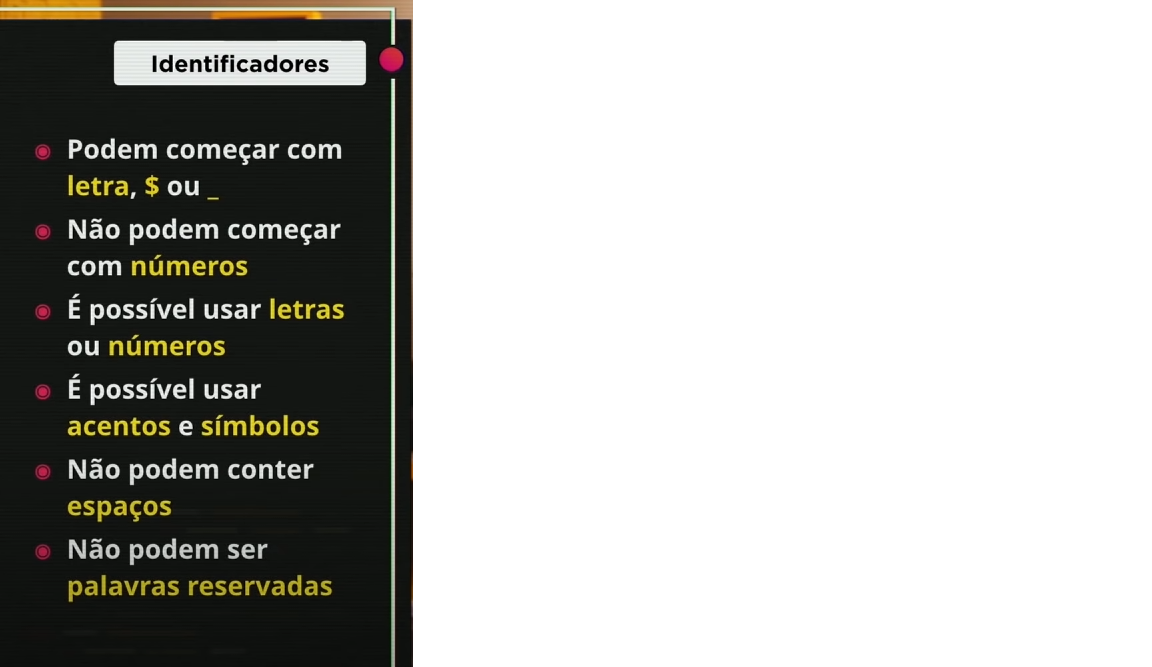 Identificadores
Podem começar com
letra, $ ou _
Não podem começar
com números
É possível usar letras
ou números
É possível usar
acentos e símbolos
Não podem conter
espaços
Não podem ser
palavras reservadas